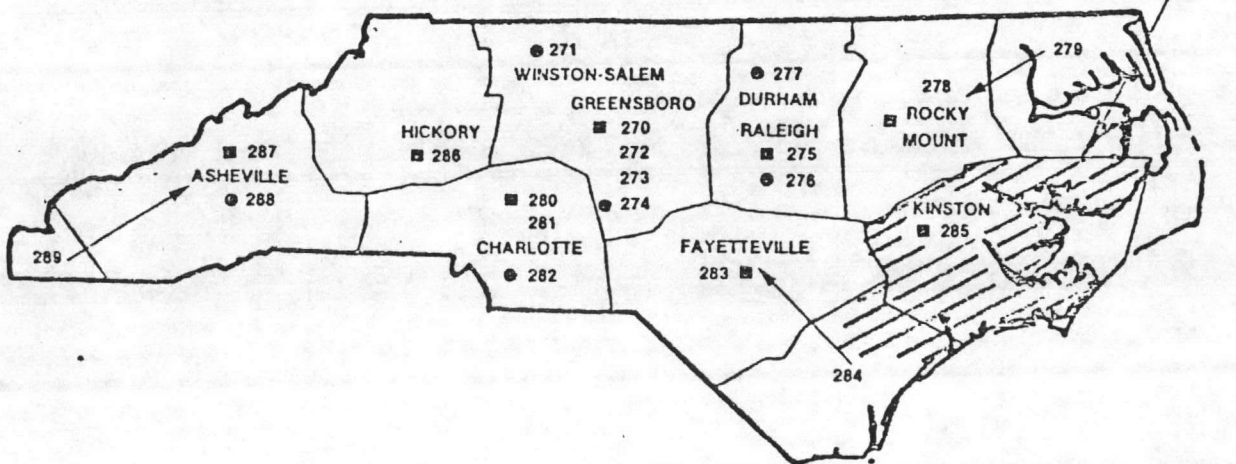 271
WINSTON-SALEM
GREENSBORO
270
272
273
274
277
DURHAM
RALEIGH
275
276
279
278
ROCKY
MOUNT
HICKORY
286
287
ASHEVILLE
288
289
280
281
CHARLOTTE
282
FAYETTEVILLE
283
284
KINSTON
285